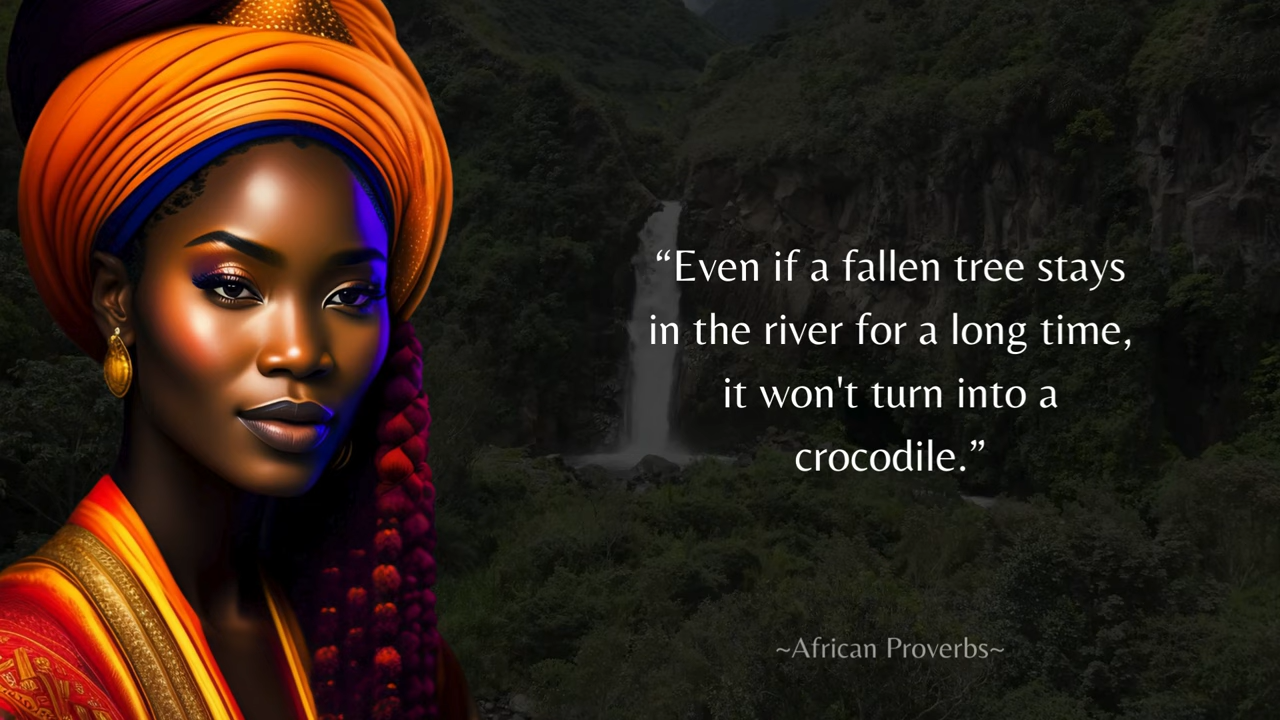 “Even if a fallen tree stays
in the river for a long time,
it won't turn into a
crocodile.”
~African Proverbs~